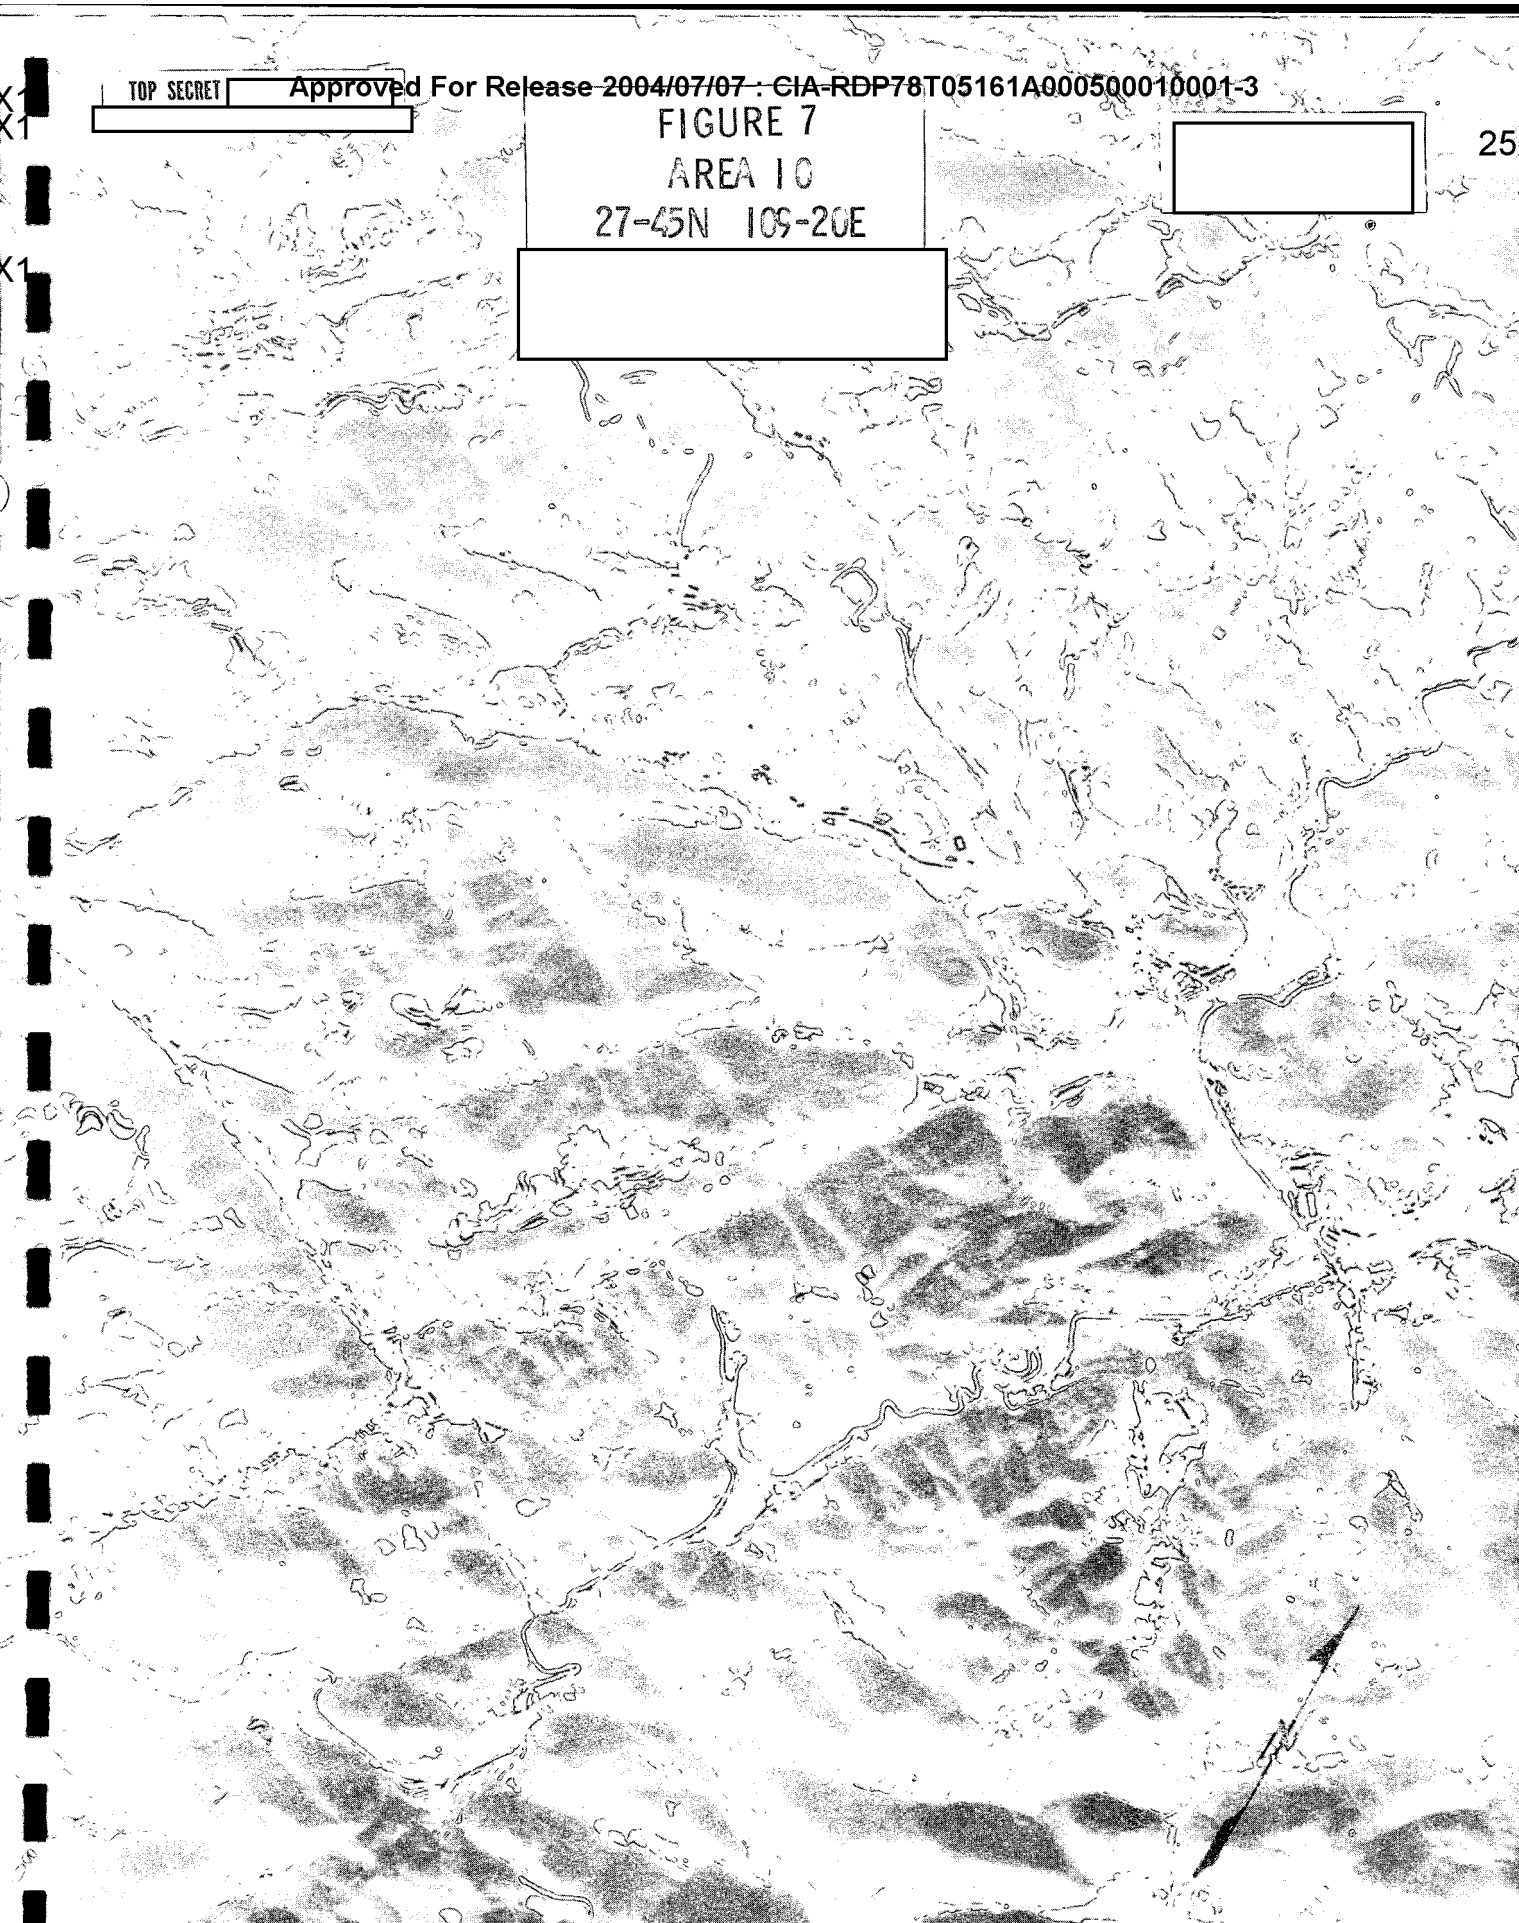 TOP SECRET
Approved For Release 2004/07/07 : CIA-RDP78T05161A000500010001-3
X1
X1
FIGURE 7
25
AREA 10
27-45N 109-20E
X1